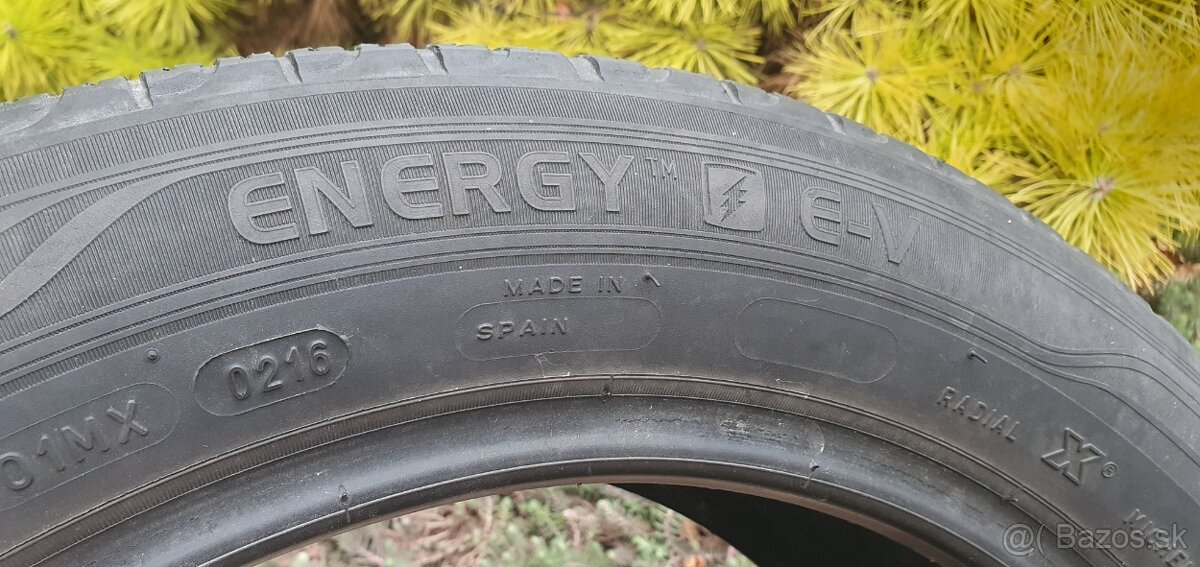 ENERGY™ E-V
MADE IN
SPAIN
0216
01MX
RADIAL X®
@( Bazos.sk